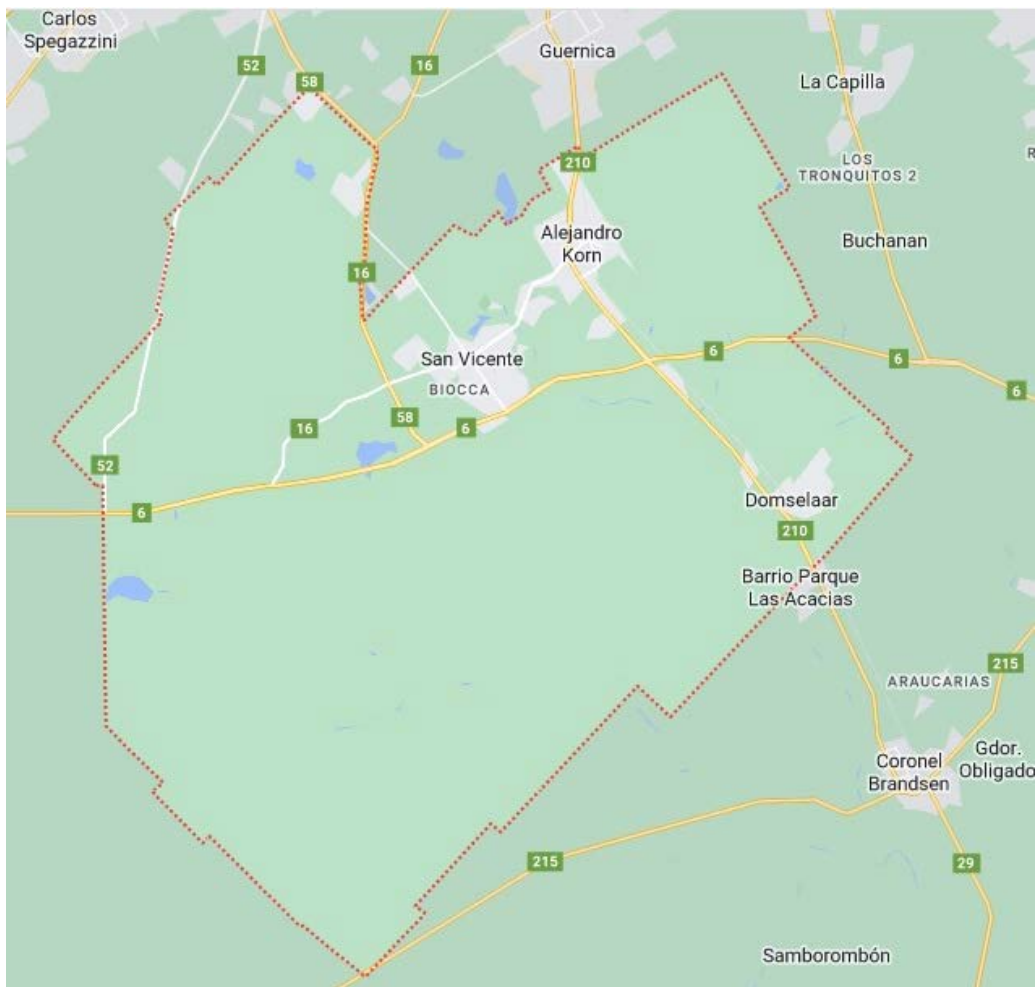 Carlos
Spegazzini
52
58
16
Guernica
La Capilla
LOS
TRONQUITOS 2
210
Alejandro
Korn
Buchanan
16
San Vicente
BIOCCA
6
6
6
58
16
6
52
6
Domselaar
210
Barrio Parque
Las Acacias
215
ARAUCARIAS
Coronel
Brandsen
Gdor.
Obligado
215
29
Samborombón